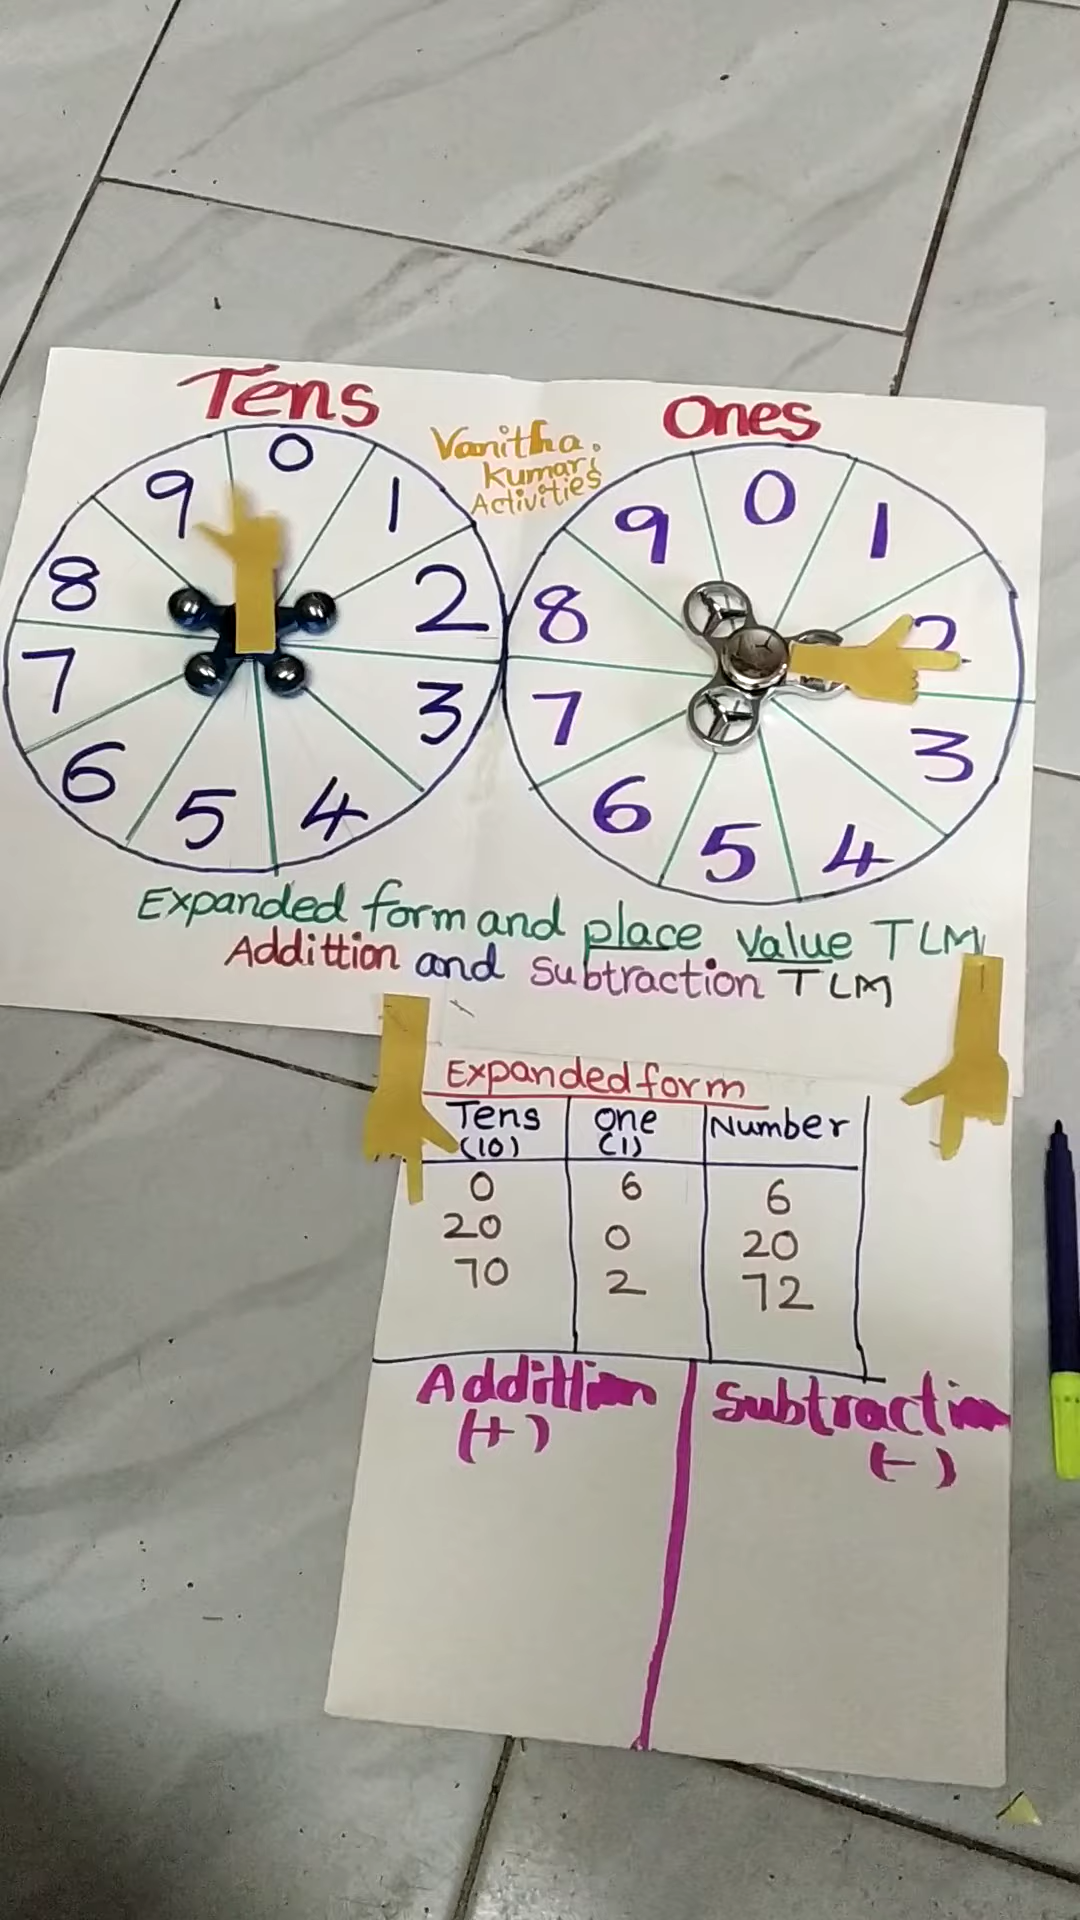 Tens
Ones
Vanitha.
Kumari
Activities
0
1
2
3
4
5
6
7
8
9
0
1
2
3
4
5
6
7
8
9
Expanded form and place value TLM
Addittion and Subtraction TLM
Expanded form
Tens (10) one (1) Number
0 6 6
20 0 20
70 2 72
Addittion (+)
Subtraction (-)